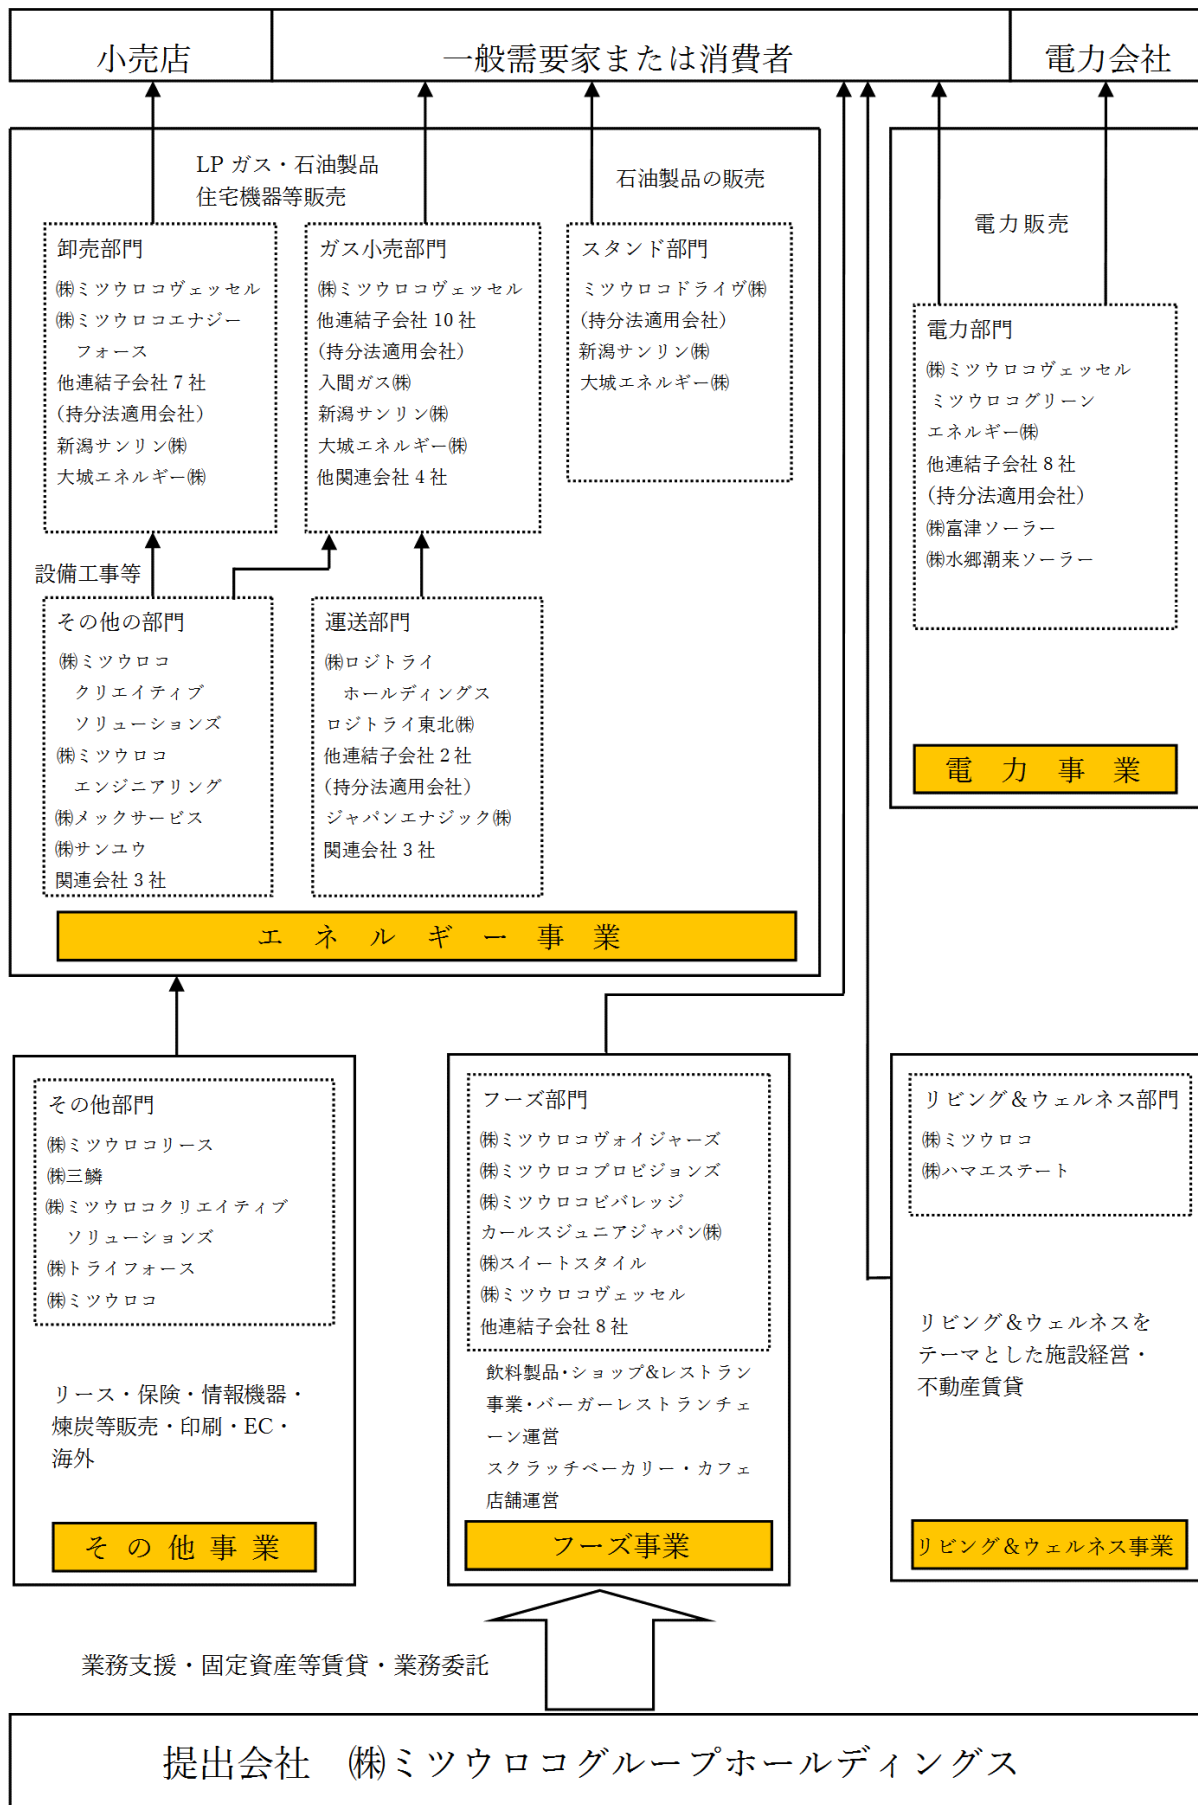 小売店
一般需要家または消費者
電力会社
LP ガス・石油製品
住宅機器等販売
石油製品の販売
電力販売
卸売部門
㈱ミツウロコヴェッセル
㈱ミツウロコエナジー
フォース
他連結子会社 7 社
(持分法適用会社)
新潟サンリン㈱
大城エネルギー㈱
ガス小売部門
㈱ミツウロコヴェッセル
他連結子会社 10 社
(持分法適用会社)
入間ガス㈱
新潟サンリン㈱
大城エネルギー㈱
他関連会社 4 社
スタンド部門
ミツウロコドライヴ㈱
(持分法適用会社)
新潟サンリン㈱
大城エネルギー㈱
電力部門
㈱ミツウロコヴェッセル
ミツウロコグリーン
エネルギー㈱
他連結子会社 8 社
(持分法適用会社)
㈱富津ソーラー
㈱水郷潮来ソーラー
設備工事等
その他の部門
㈱ミツウロコ
クリエイティブ
ソリューションズ
㈱ミツウロコ
エンジニアリング
㈱メックサービス
㈱サンユウ
関連会社 3 社
運送部門
㈱ロジトライ
ホールディングス
ロジトライ東北㈱
他連結子会社 2 社
(持分法適用会社)
ジャパンエナジック㈱
関連会社 3 社
電力事業
エネルギー事業
その他部門
㈱ミツウロコリース
㈱三鱗
㈱ミツウロコクリエイティブ
ソリューションズ
㈱トライフォース
㈱ミツウロコ
リース・保険・情報機器・
煉炭等販売・印刷・EC・
海外
その他事業
フーズ部門
㈱ミツウロコヴォイジャーズ
㈱ミツウロコプロビジョンズ
㈱ミツウロコビバレッジ
カールスジュニアジャパン㈱
㈱スイートスタイル
㈱ミツウロコヴェッセル
他連結子会社 8 社
飲料製品・ショップ&レストラン
事業・バーガーレストランチェ
ーン運営
スクラッチベーカリー・カフェ
店舗運営
フーズ事業
リビング＆ウェルネス部門
㈱ミツウロコ
㈱ハマエステート
リビング＆ウェルネスを
テーマとした施設経営・
不動産賃貸
リビング＆ウェルネス事業
業務支援・固定資産等賃貸・業務委託
提出会社　㈱ミツウロコグループホールディングス